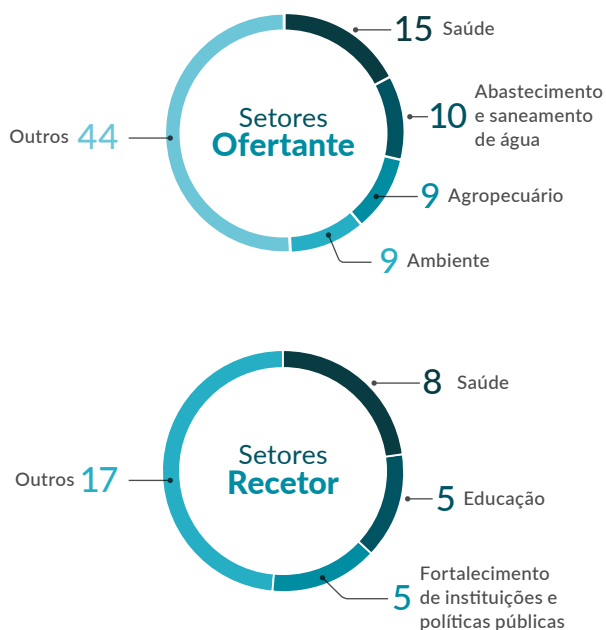 15 Saúde
Abastecimento
10 e saneamento
de água
Setores
Ofertante
Outros 44
9 Agropecuário
9 Ambiente
8 Saúde
Setores
Recetor
Outros 17
5 Educação
Fortalecimento
5 de instituições e
políticas públicas